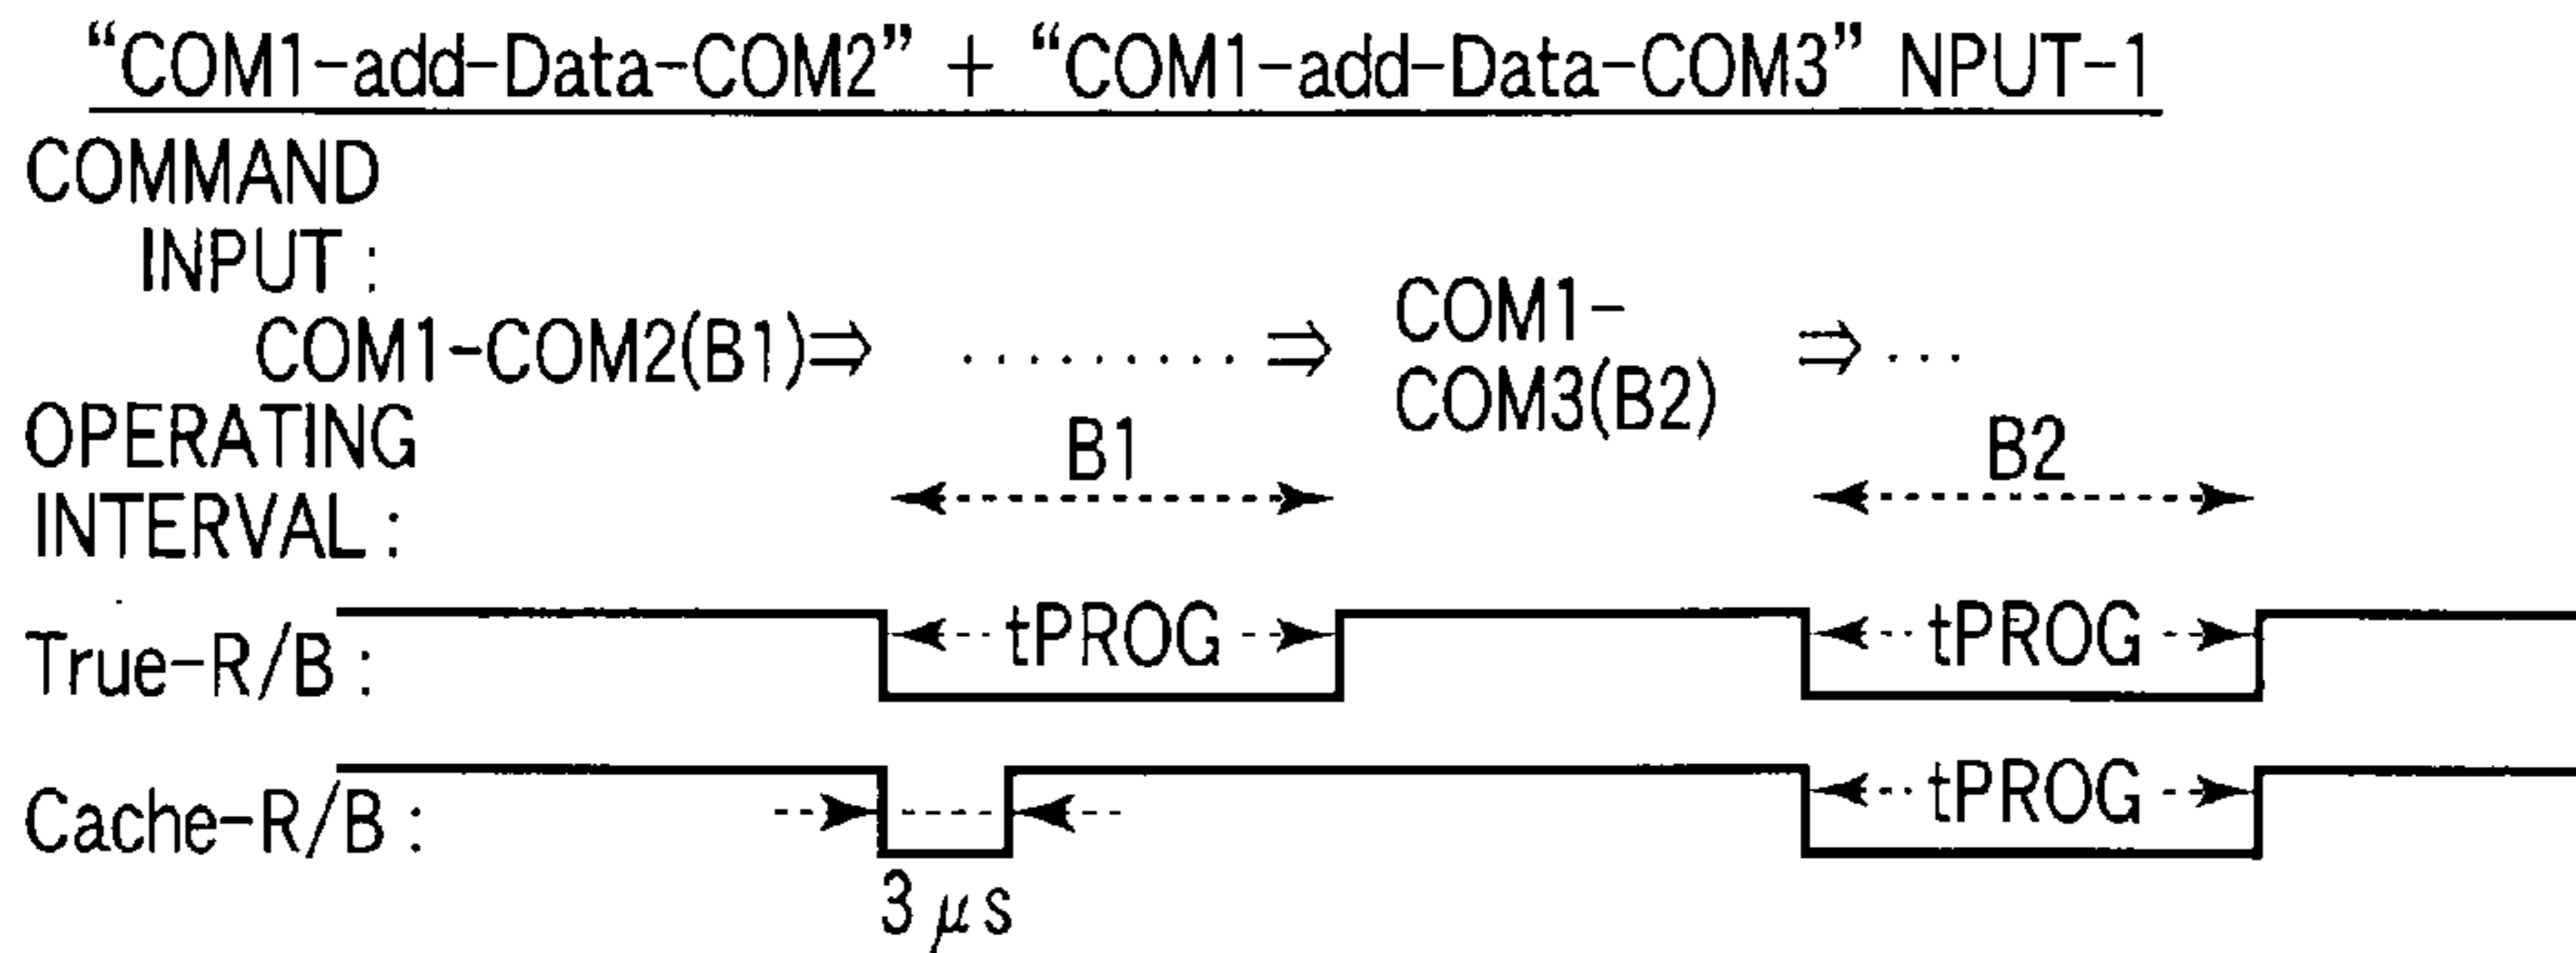 “COM1-add-Data-COM2” + “COM1-add-Data-COM3” NPUT-1
COMMAND
INPUT :
COM1-COM2(B1)⇒ ......... ⇒ COM1-
COM3(B2) ⇒ ...
OPERATING
INTERVAL :
B1 B2
True-R/B : tPROG tPROG
Cache-R/B : tPROG
3 μs